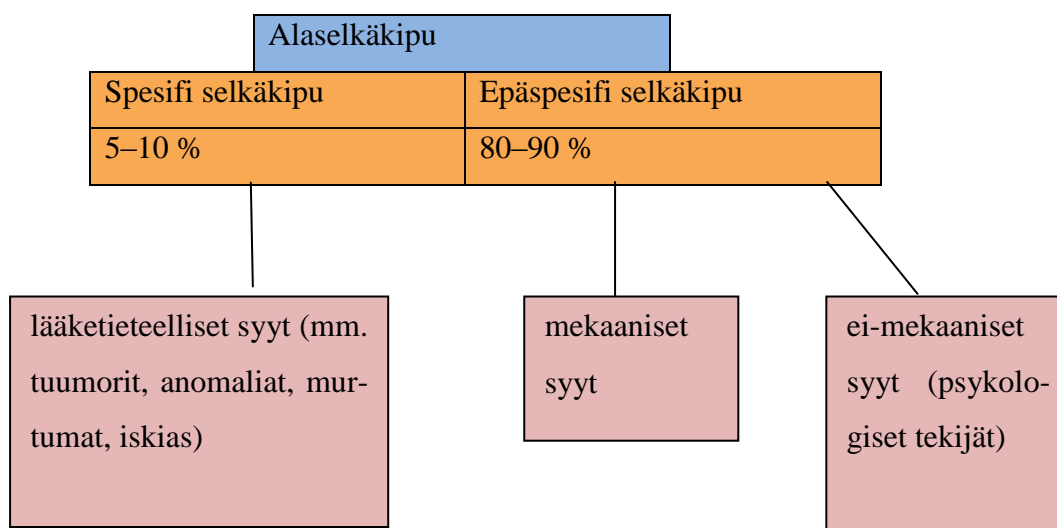 Alaselkäkipu
Spesifi selkäkipu
Epäspesifi selkäkipu
5–10 %
80–90 %
lääketieteelliset syyt (mm.
tuumorit, anomaliat, mur-
tumat, iskias)
mekaaniset
syyt
ei-mekaaniset
syyt (psykolo-
giset tekijät)